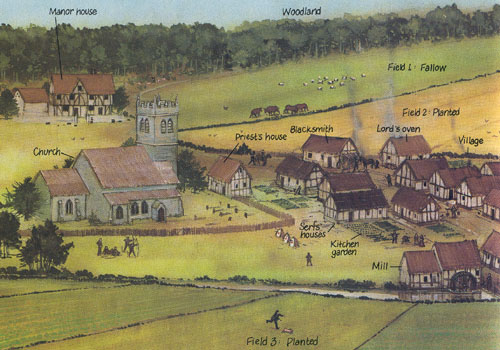 Manor house
Woodland
Field 1: Fallow
Field 2: Planted
Blacksmith
Lord's oven
Priest's house
Village
Church
Serfs'
houses
Kitchen
garden
Mill
Field 3: Planted